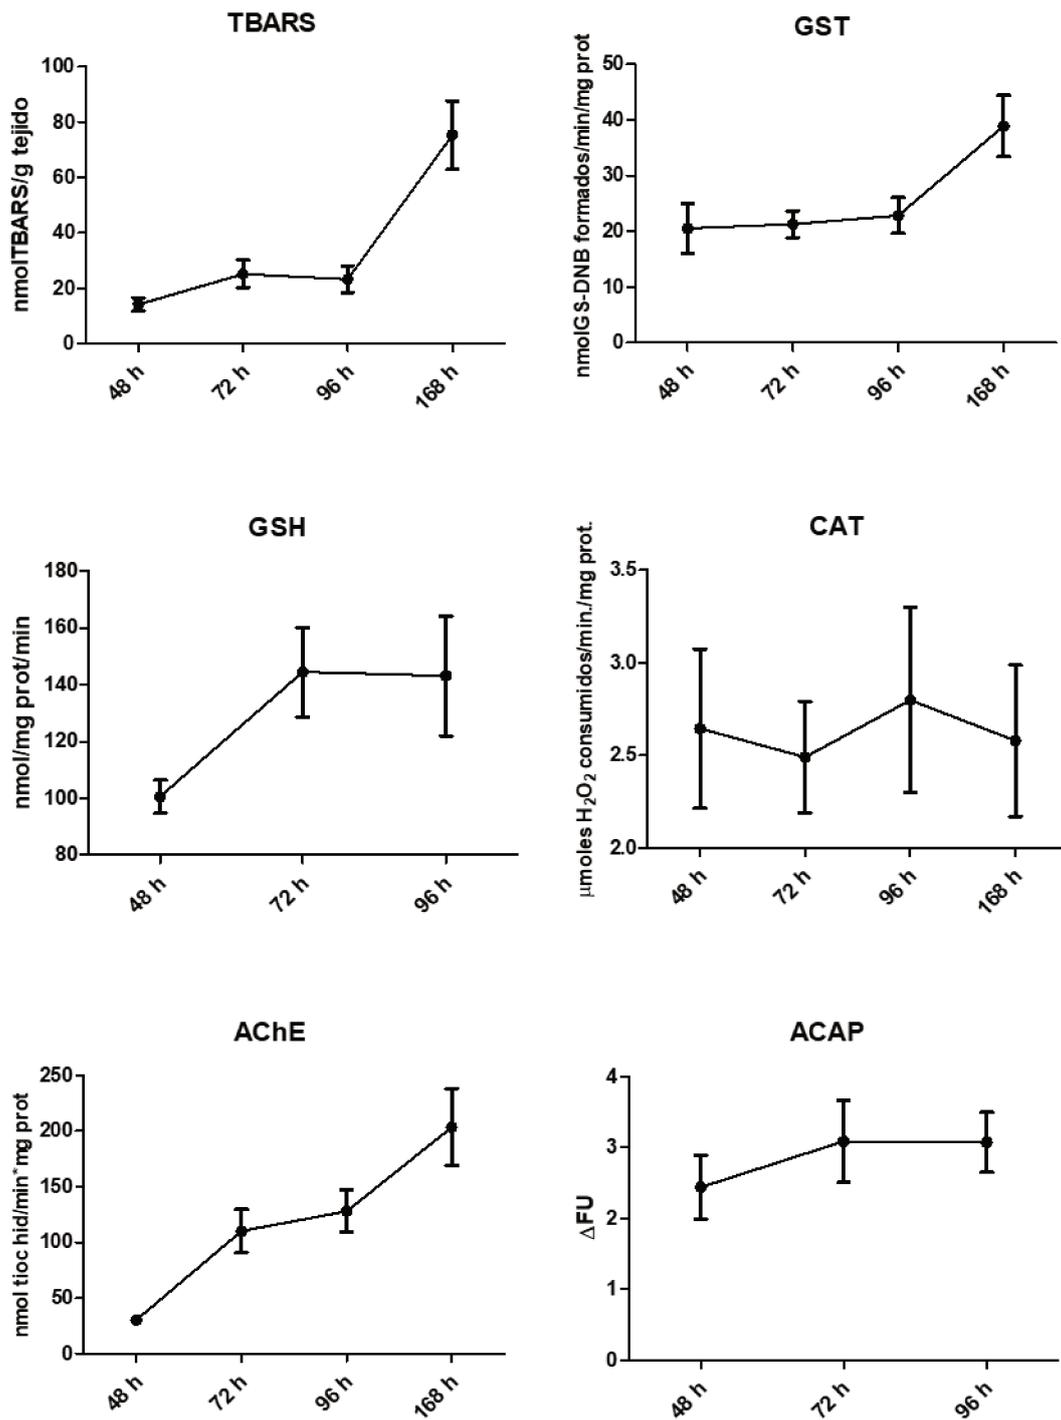 TBARS
nmolTBARS/g tejido
100
80
60
40
20
0
48 h
72 h
96 h
168 h
GST
nmolGS-DNB formados/min/mg prot
50
40
30
20
10
0
48 h
72 h
96 h
168 h
GSH
nmol/mg prot/min
180
160
140
120
100
80
48 h
72 h
96 h
CAT
μmoles H₂O₂ consumidos/min./mg prot.
3.5
3.0
2.5
2.0
48 h
72 h
96 h
168 h
AChE
nmol tioc hid/min*mg prot
250
200
150
100
50
0
48 h
72 h
96 h
168 h
ACAP
ΔFU
4
3
2
1
0
48 h
72 h
96 h